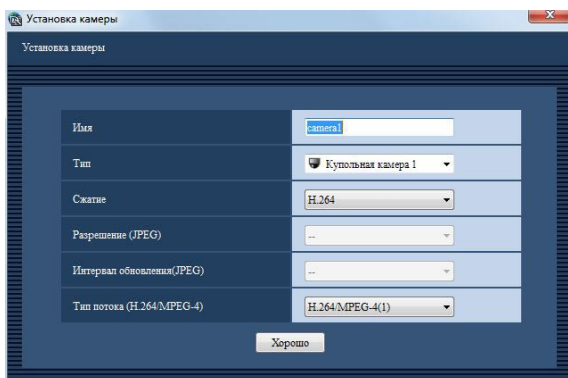 Установка камеры
Установка камеры
Имя camera1
Тип Купольная камера 1
Сжатие H.264
Разрешение (JPEG) --
Интервал обновления(JPEG) --
Тип потока (H.264/MPEG-4) H.264/MPEG-4(1)
Хорошо